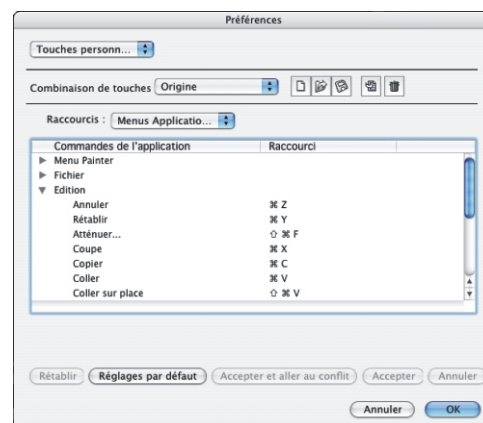 Préférences
Touches personn...
Combinaison de touches Origine
Raccourcis : Menus Applicatio...
Commandes de l'application Raccourci
Menu Painter
Fichier
Edition
Annuler ⌘ Z
Rétablir ⌘ Y
Atténuer... ⇧ ⌘ F
Coupe ⌘ X
Copier ⌘ C
Coller ⌘ V
Coller sur place ⇧ ⌘ V
Rétablir Réglages par défaut Accepter et aller au conflit Accepter Annuler
Annuler OK